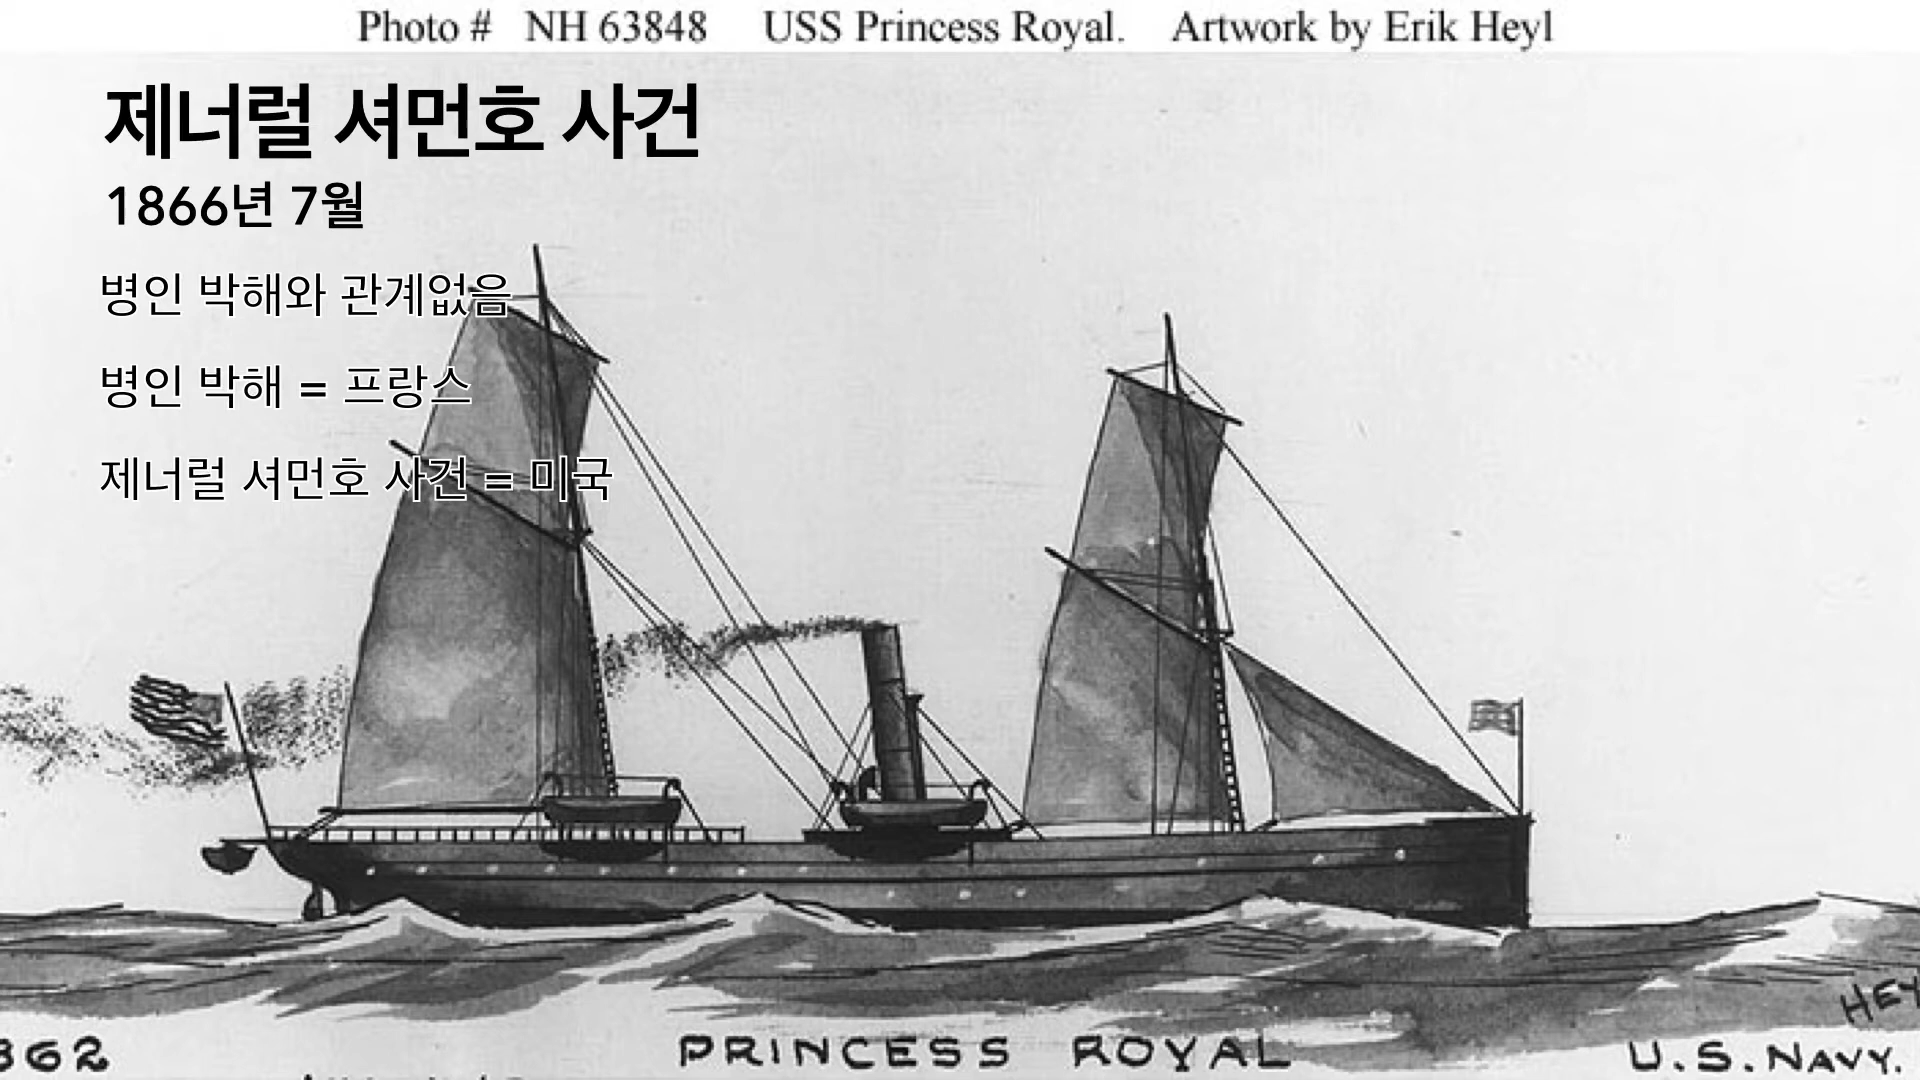 Photo # NH 63848 USS Princess Royal. Artwork by Erik Heyl
제너럴 셔먼호 사건
1866년 7월
병인 박해와 관계없음
병인 박해 = 프랑스
제너럴 셔먼호 사건 = 미국
HEY
862 PRINCESS ROYAL U.S. NAVY.